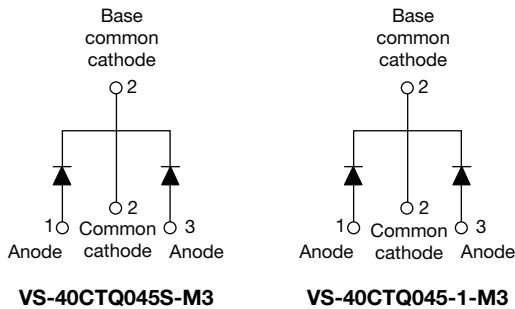 Base
common
cathode
2
2
1
Common
3
Anode
cathode
Anode
VS-40CTQ045S-M3
Base
common
cathode
2
2
1
Common
3
Anode
cathode
Anode
VS-40CTQ045-1-M3